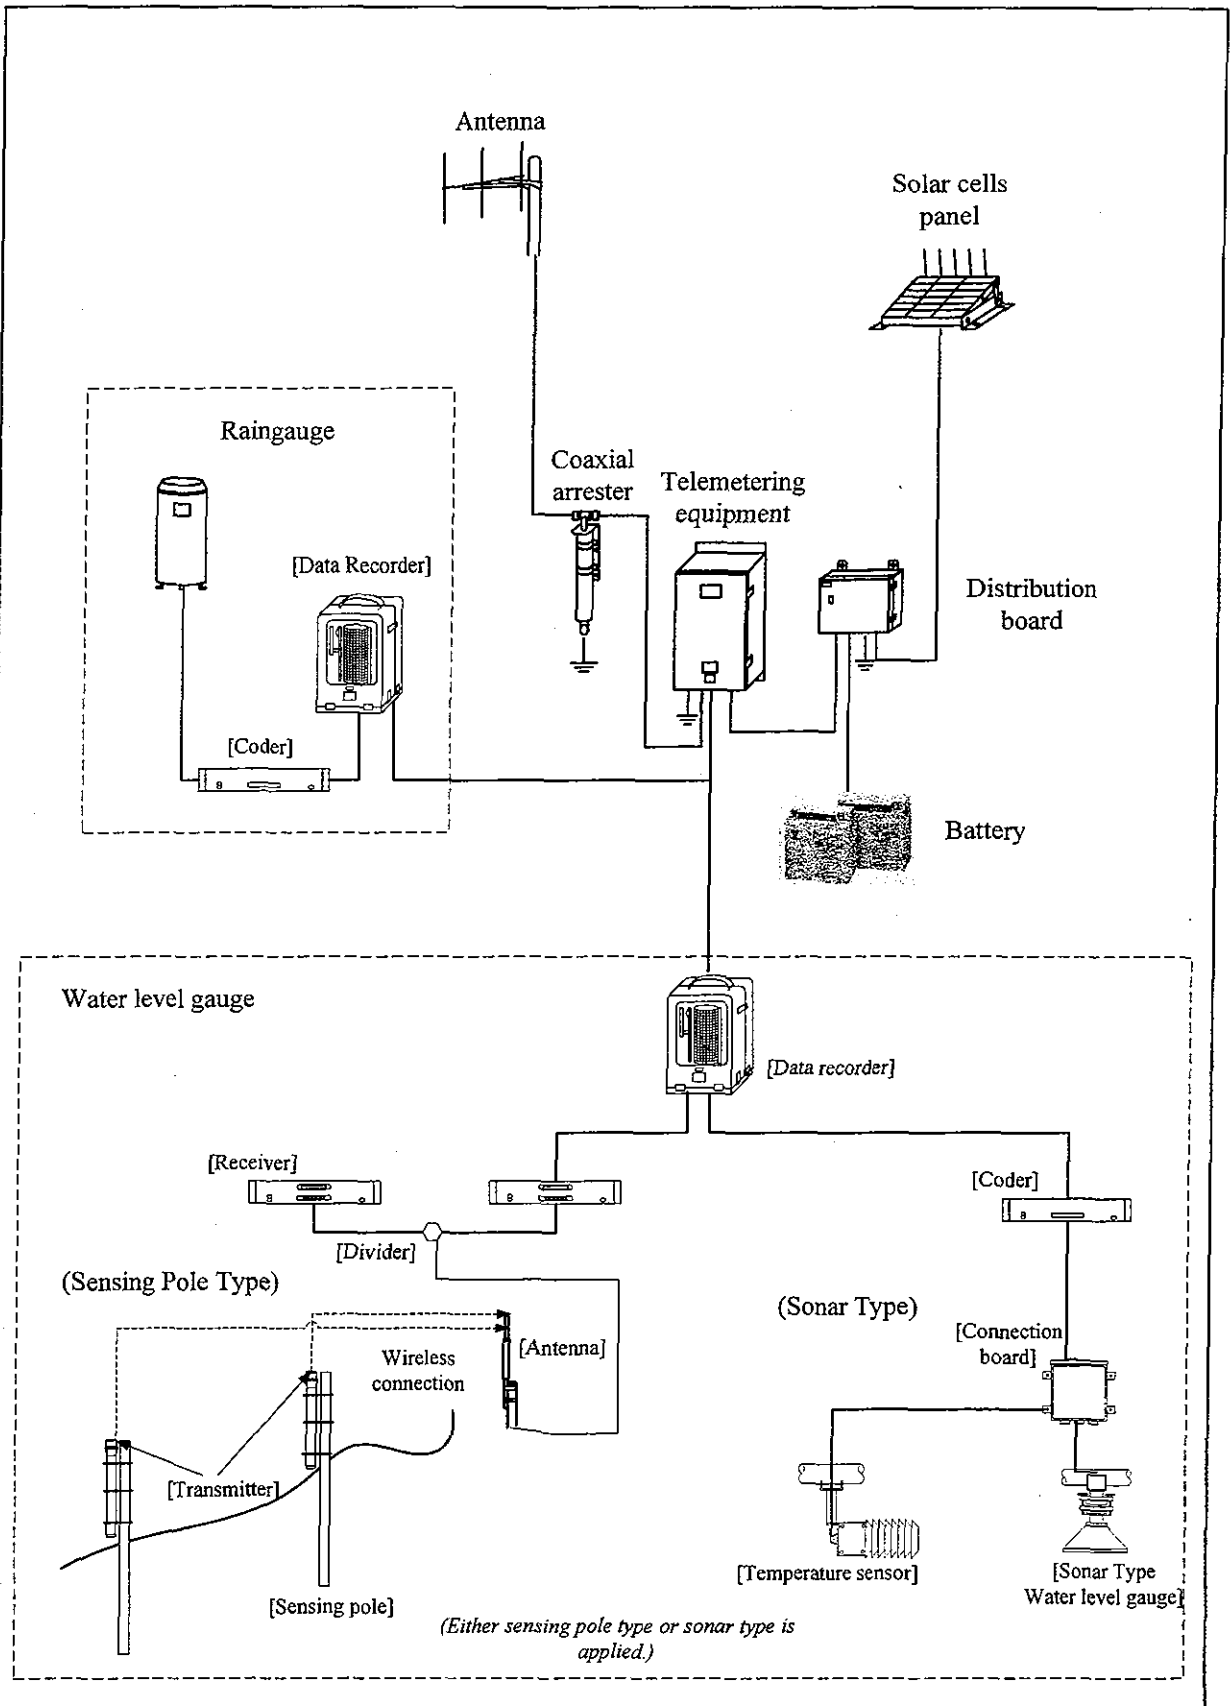 Antenna
Solar cells
panel
Raingauge
Coaxial
arrester
Telemetering
equipment
[Data Recorder]
Distribution
board
[Coder]
Battery
Water level gauge
[Data recorder]
[Receiver]
[Coder]
[Divider]
(Sensing Pole Type)
(Sonar Type)
[Connection
board]
[Antenna]
Wireless
connection
[Transmitter]
[Temperature sensor]
[Sonar Type
Water level gauge]
[Sensing pole]
(Either sensing pole type or sonar type is
applied.)